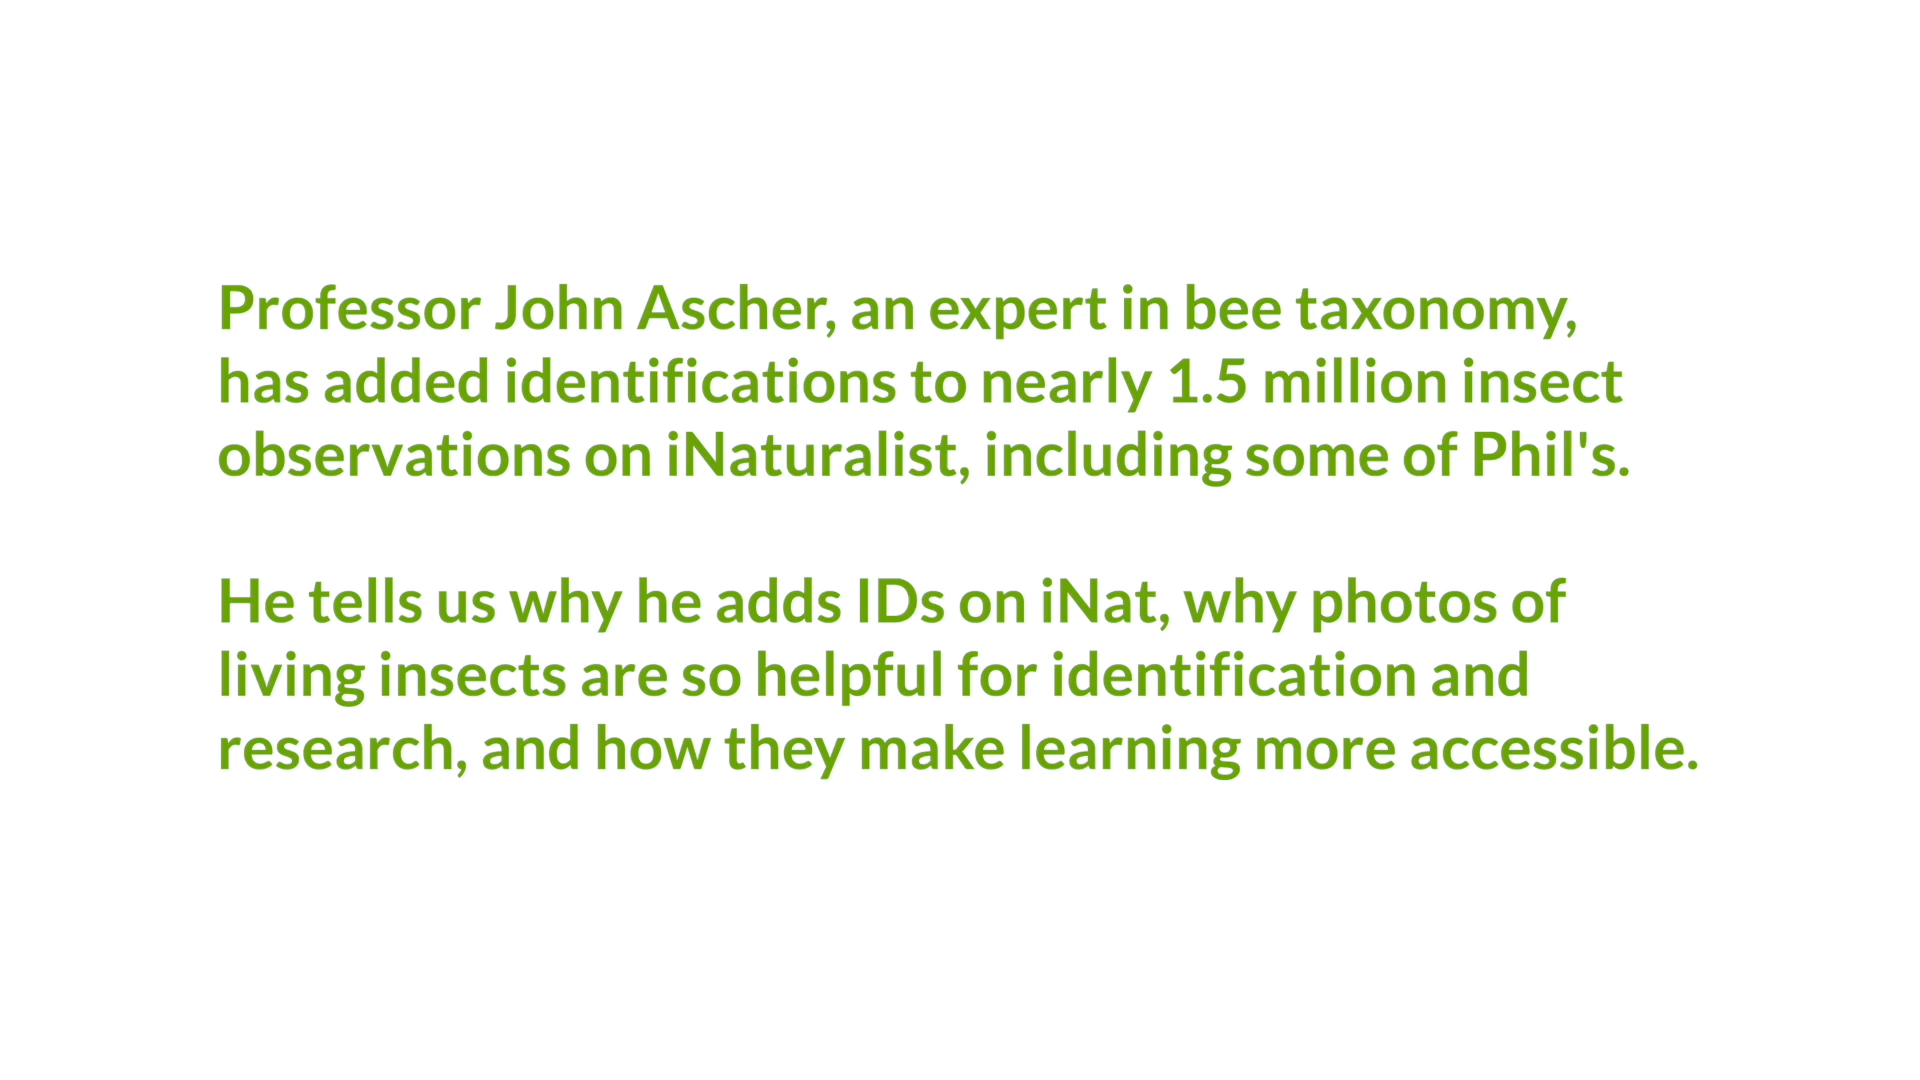 Professor John Ascher, an expert in bee taxonomy,
has added identifications to nearly 1.5 million insect
observations on iNaturalist, including some of Phil's.
He tells us why he adds IDs on iNat, why photos of
living insects are so helpful for identification and
research, and how they make learning more accessible.